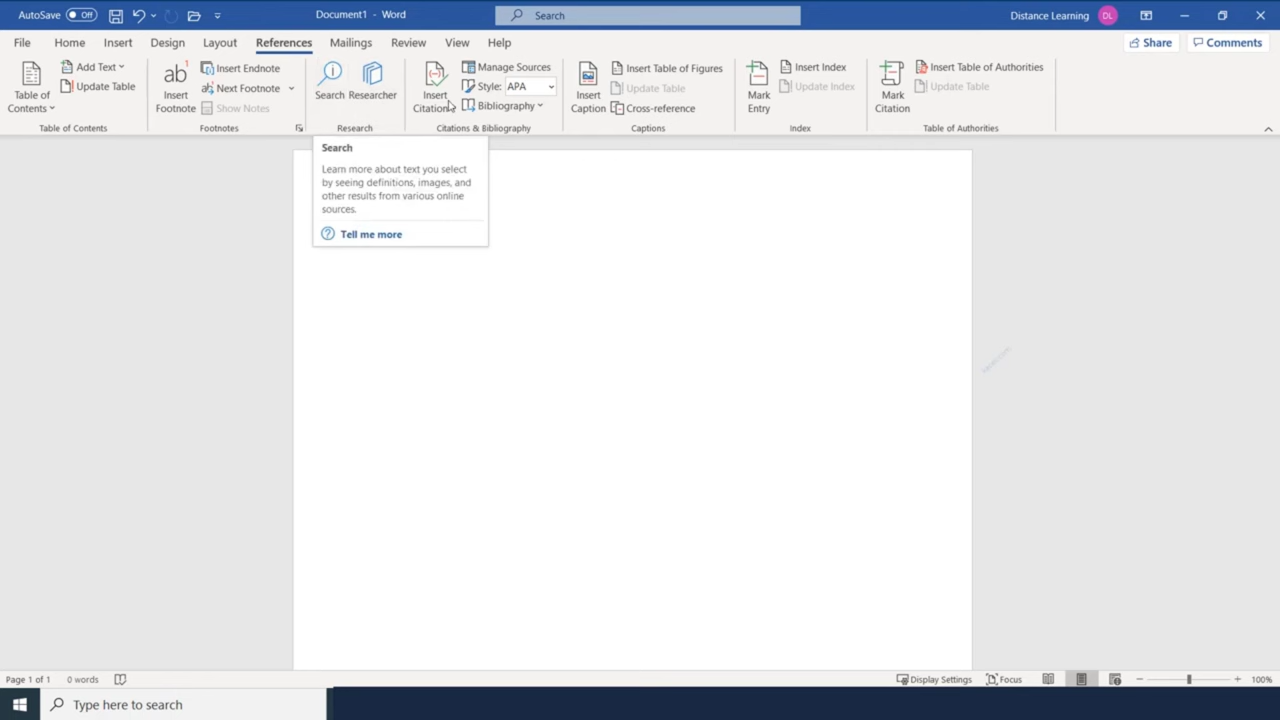 AutoSave Off Document1 - Word Search Distance Learning DL
File Home Insert Design Layout References Mailings Review View Help Share Comments
Table of Contents
Add Text
Update Table
Table of Contents
ab1
Insert Footnote
Insert Endnote
Next Footnote
Show Notes
Footnotes
Search
Researcher
Research
Insert Citation
Manage Sources
Style: APA
Bibliography
Citations & Bibliography
Insert Caption
Insert Table of Figures
Update Table
Cross-reference
Captions
Mark Entry
Insert Index
Update Index
Index
Mark Citation
Insert Table of Authorities
Update Table
Table of Authorities
Search
Learn more about text you select
by seeing definitions, images, and
other results from various online
sources.
Tell me more
Page 1 of 1 0 words Display Settings Focus 100%
Type here to search